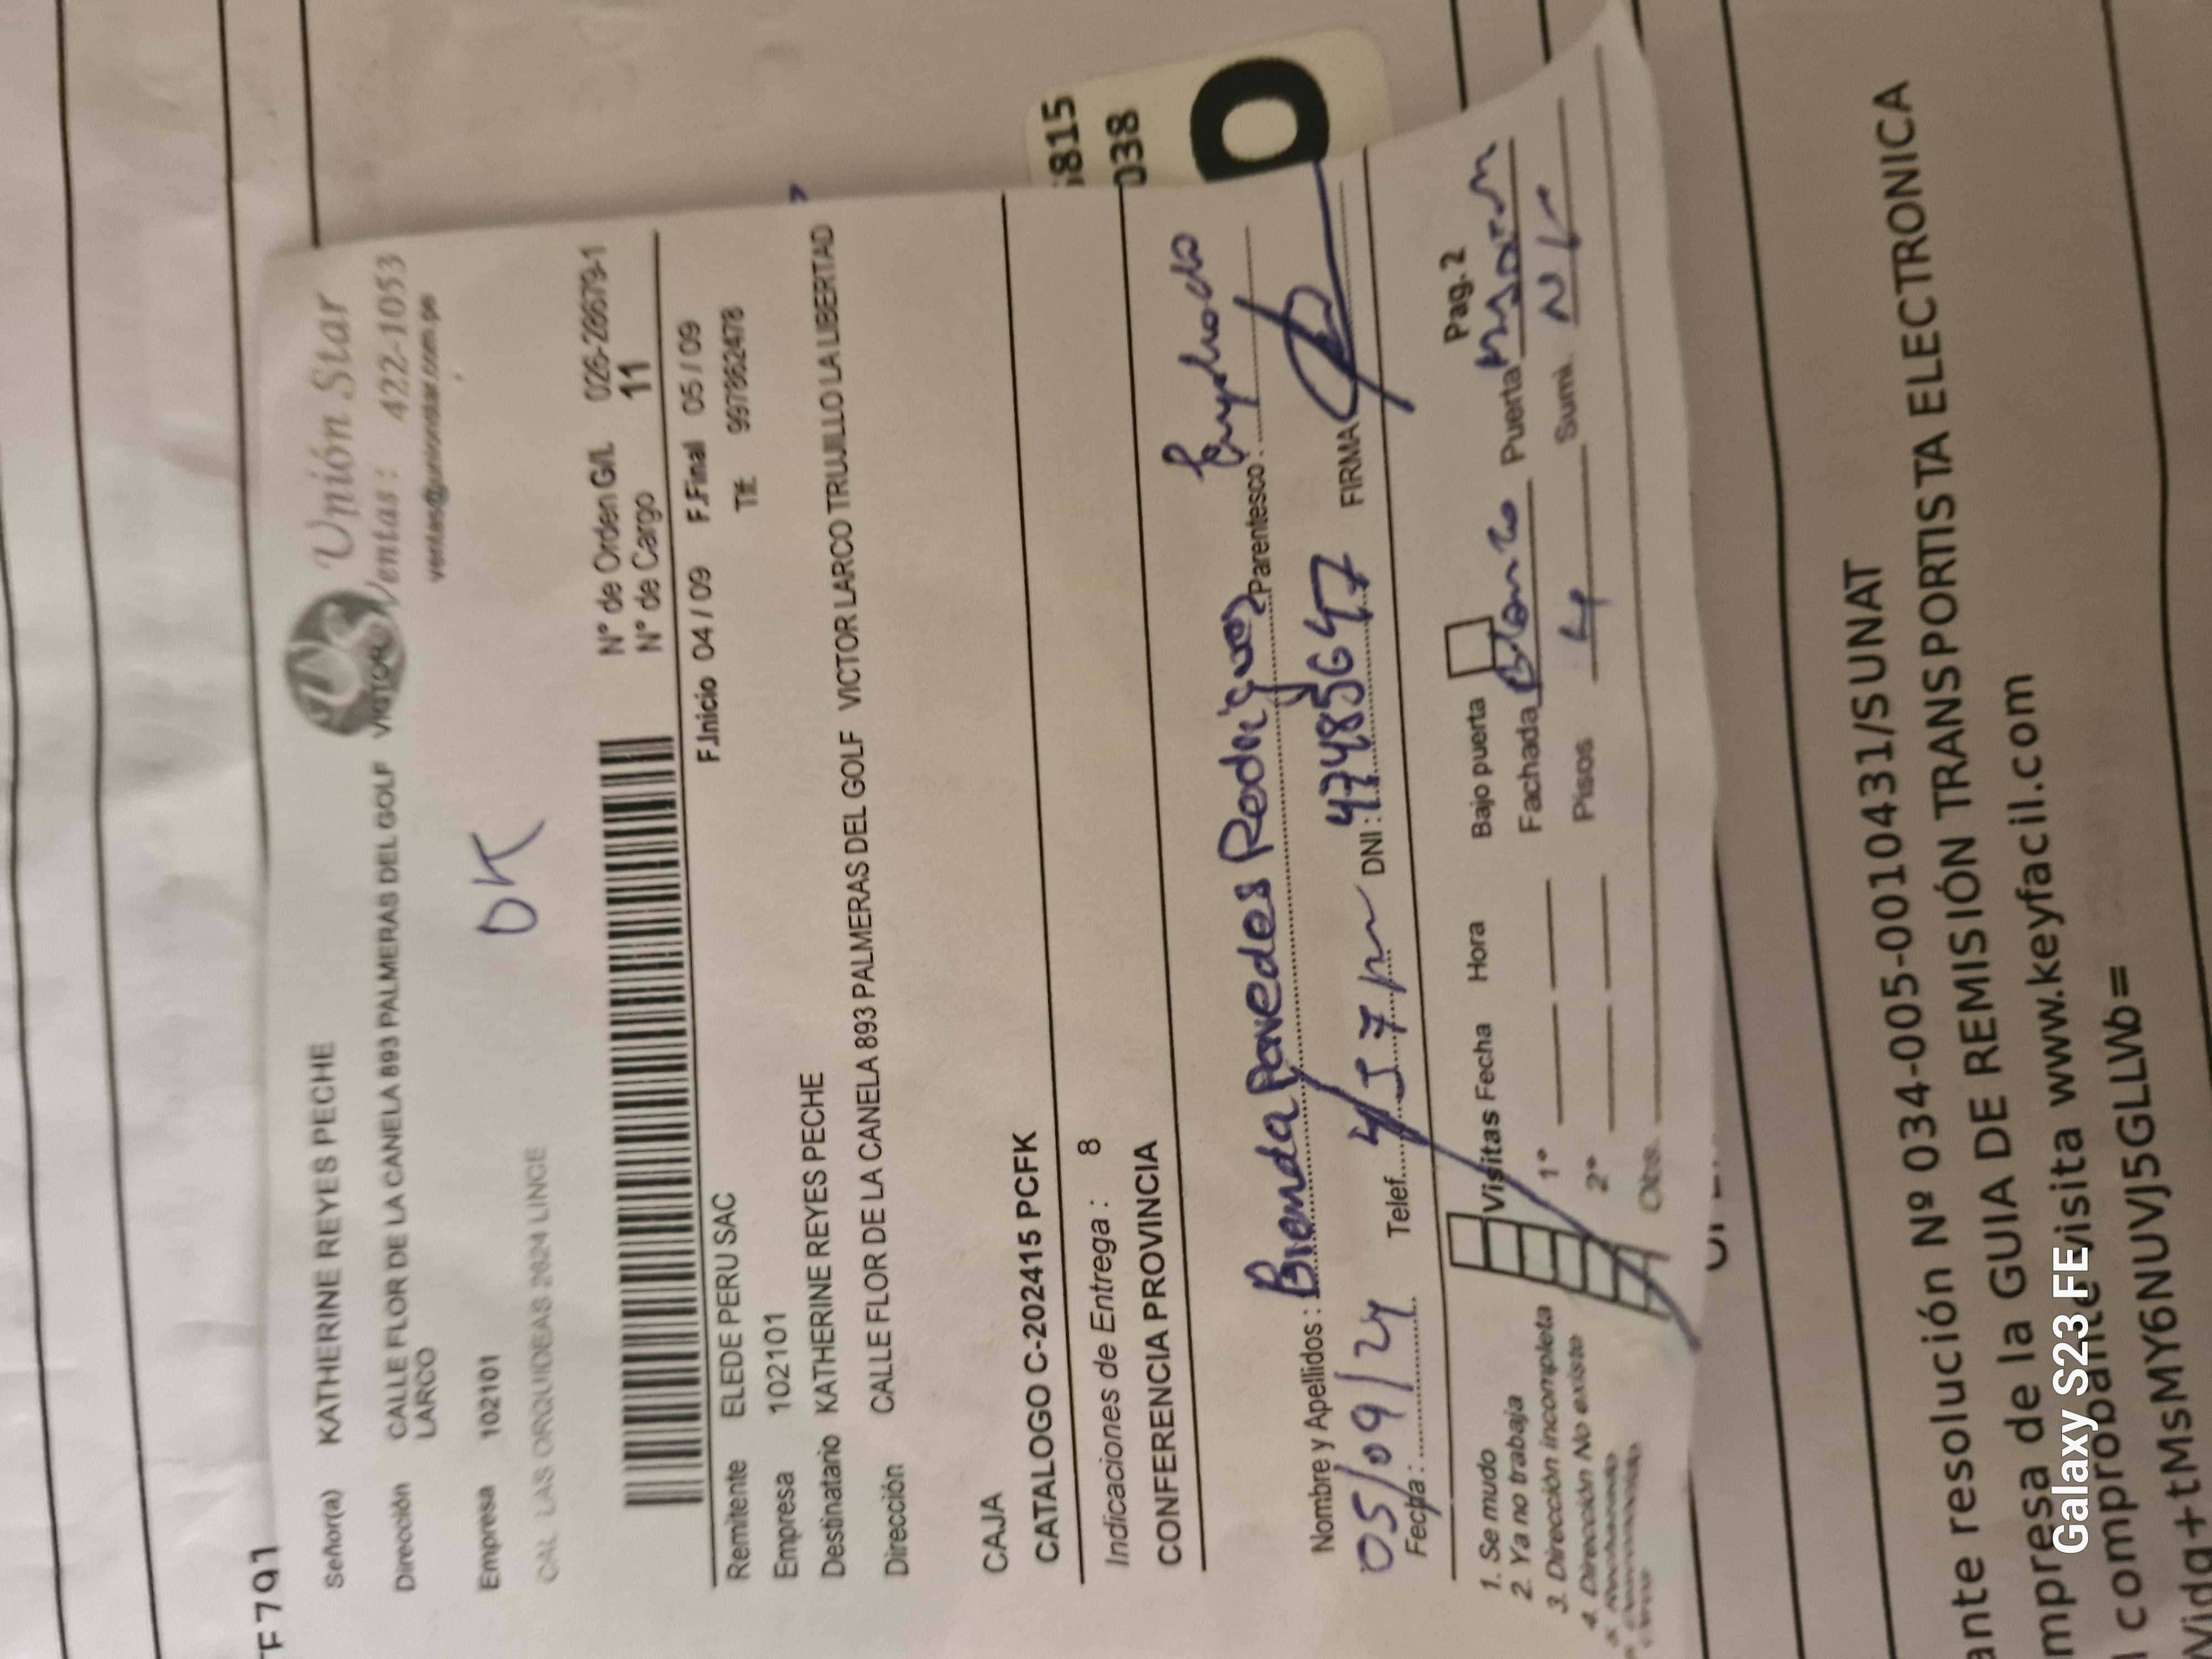 F791
Unión Star
Ventas: 422-1053
ventas@unionstar.com.pe
Señor(a) KATHERINE REYES PECHE
Dirección CALLE FLOR DE LA CANELA 893 PALMERAS DEL GOLF VICTOR
LARCO
Empresa 102101
OK
CAL LAS ORQUIDEAS 2624 LINCE
N° de Orden G/L 026-28679-1
N° de Cargo 11
F.Inicio 04 / 09 F.Final 05 / 09
Remitente ELEDE PERU SAC
Tlf. 997862478
Empresa 102101
Destinatario KATHERINE REYES PECHE
Dirección CALLE FLOR DE LA CANELA 893 PALMERAS DEL GOLF VICTOR LARCO TRUJILLO LA LIBERTAD
CAJA
CATALOGO C-202415 PCFK
815
Indicaciones de Entrega : 8
038
CONFERENCIA PROVINCIA
Nombre y Apellidos : Brenda Paredes Rodriguez Parentesco :
Fecha : 05/09/24 Telef. DNI : 47485647 FIRMA
Pag. 2
1. Se mudo
2. Ya no trabaja
3. Dirección incompleta
4. Dirección No existe
Visitas Fecha Hora Bajo puerta
1° Fachada Blanco Puerta
2° Pisos 4 Sumi.
Obs.
ante resolución Nº 034-005-0010431/SUNAT
mpresa de la GUIA DE REMISIÓN TRANSPORTISTA ELECTRONICA
l comprobante visita www.keyfacil.com
Vidq+tMsMY6NUVJ5GLLWb=
Galaxy S23 FE